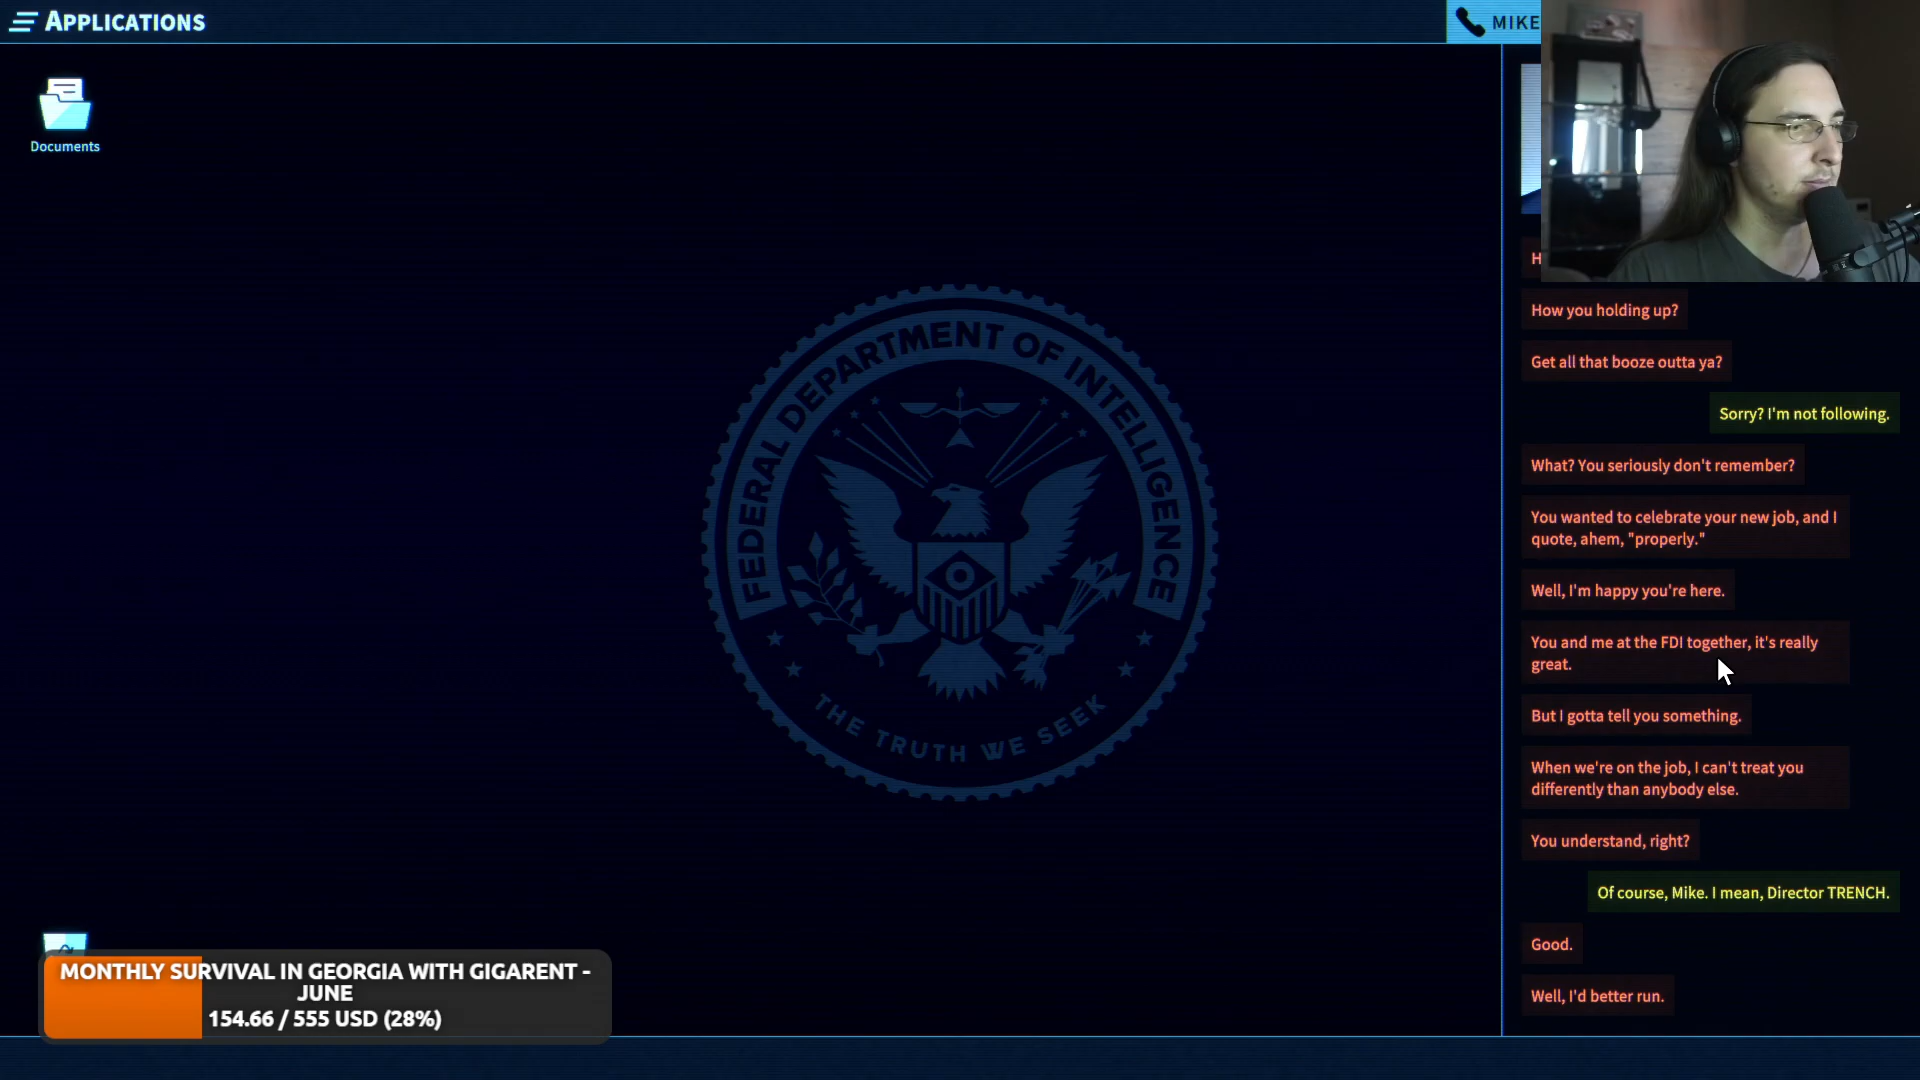 APPLICATIONS
MIKE
Documents
H
How you holding up?
Get all that booze outta ya?
Sorry? I'm not following.
What? You seriously don't remember?
You wanted to celebrate your new job, and I
quote, ahem, "properly."
Well, I'm happy you're here.
You and me at the FDI together, it's really
great.
But I gotta tell you something.
When we're on the job, I can't treat you
differently than anybody else.
You understand, right?
Of course, Mike. I mean, Director TRENCH.
Good.
Well, I'd better run.
FEDERAL DEPARTMENT OF INTELLIGENCE
THE TRUTH WE SEEK
MONTHLY SURVIVAL IN GEORGIA WITH GIGARENT -
JUNE
154.66 / 555 USD (28%)